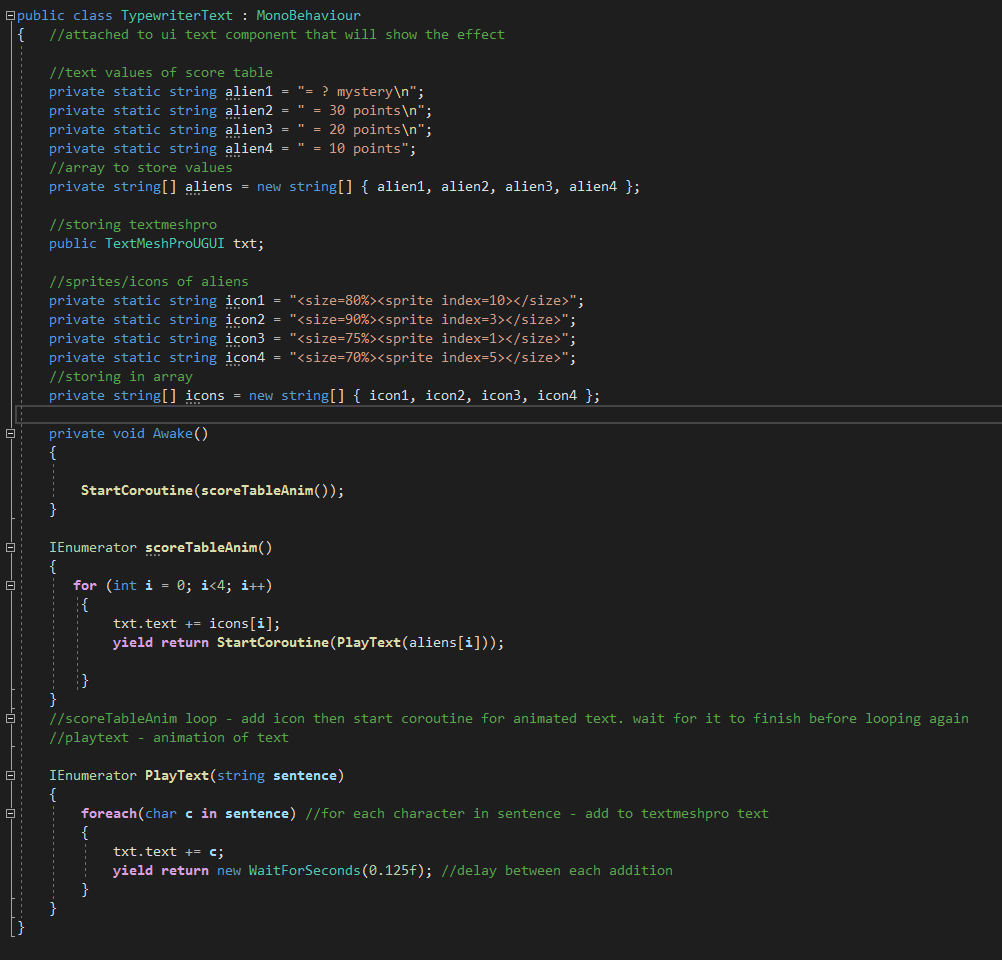 public class TypewriterText : MonoBehaviour
{   //attached to ui text component that will show the effect
    //text values of score table
    private static string alien1 = "= ? mystery\n";
    private static string alien2 = " = 30 points\n";
    private static string alien3 = " = 20 points\n";
    private static string alien4 = " = 10 points";
    //array to store values
    private string[] aliens = new string[] { alien1, alien2, alien3, alien4 };
    //storing textmeshpro
    public TextMeshProUGUI txt;
    //sprites/icons of aliens
    private static string icon1 = "<size=80%><sprite index=10></size>";
    private static string icon2 = "<size=90%><sprite index=3></size>";
    private static string icon3 = "<size=75%><sprite index=1></size>";
    private static string icon4 = "<size=70%><sprite index=5></size>";
    //storing in array
    private string[] icons = new string[] { icon1, icon2, icon3, icon4 };
    private void Awake()
    {
        StartCoroutine(scoreTableAnim());
    }
    IEnumerator scoreTableAnim()
    {
       for (int i = 0; i<4; i++)
        {
            txt.text += icons[i];
            yield return StartCoroutine(PlayText(aliens[i]));
        }
    }
    //scoreTableAnim loop - add icon then start coroutine for animated text. wait for it to finish before looping again
    //playtext - animation of text
    IEnumerator PlayText(string sentence)
    {
        foreach(char c in sentence) //for each character in sentence - add to textmeshpro text
        {
            txt.text += c;
            yield return new WaitForSeconds(0.125f); //delay between each addition
        }
    }
}